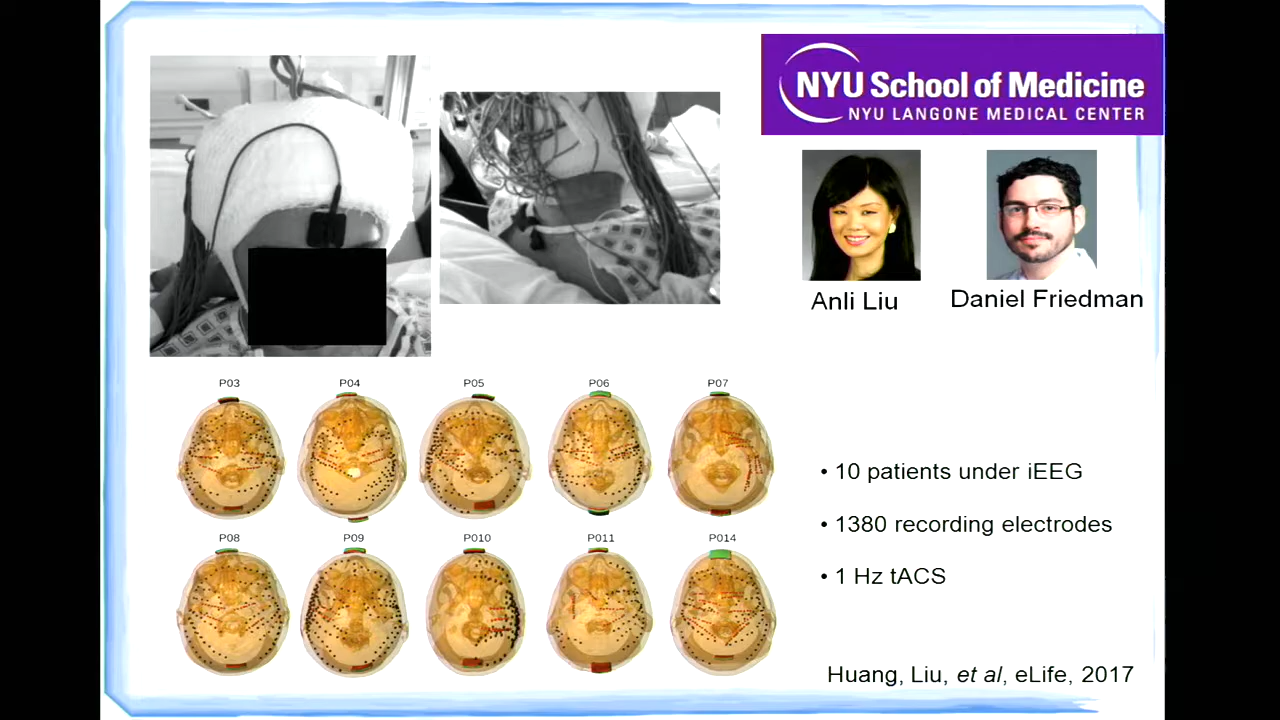 NYU School of Medicine
NYU LANGONE MEDICAL CENTER
Anli Liu
Daniel Friedman
P03 P04 P05 P06 P07
P08 P09 P010 P011 P014
• 10 patients under iEEG
• 1380 recording electrodes
• 1 Hz tACS
Huang, Liu, et al, eLife, 2017